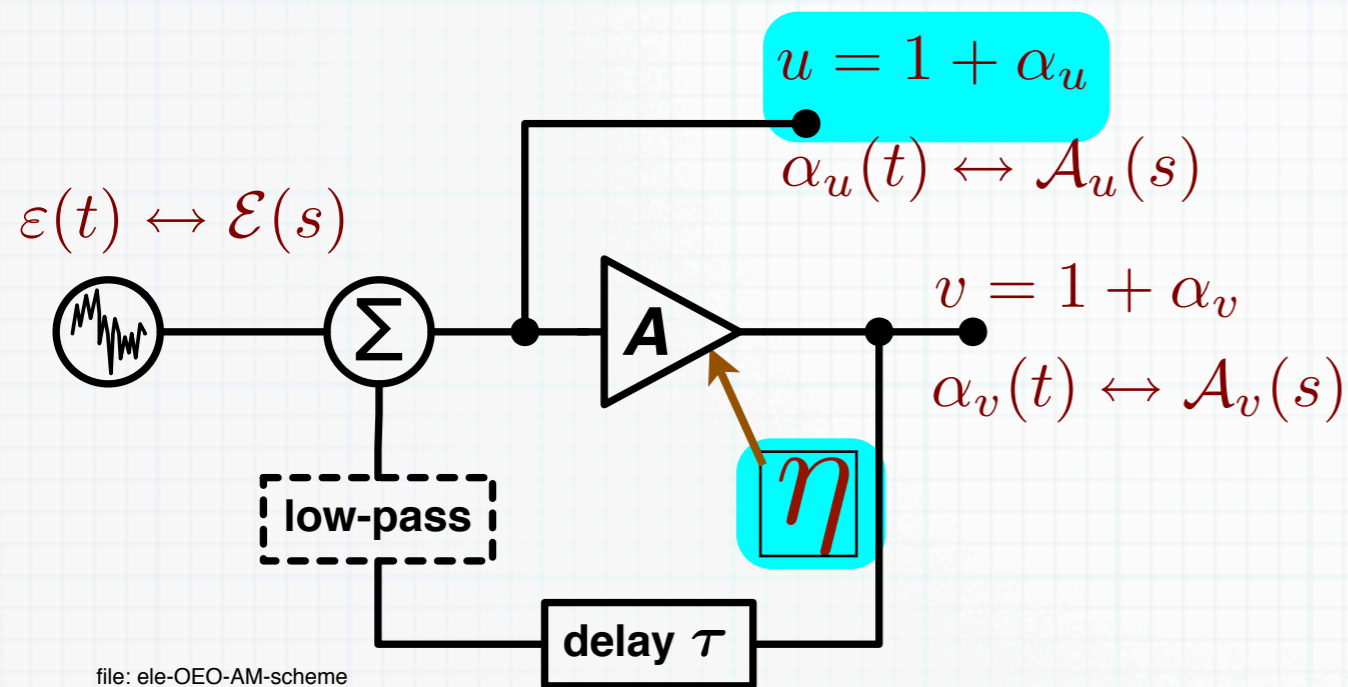 u = 1 + α_u
α_u(t) ↔ 𝒜_u(s)
ε(t) ↔ ℰ(s)
Σ
A
v = 1 + α_v
α_v(t) ↔ 𝒜_v(s)
η
low-pass
delay τ
file: ele-OEO-AM-scheme